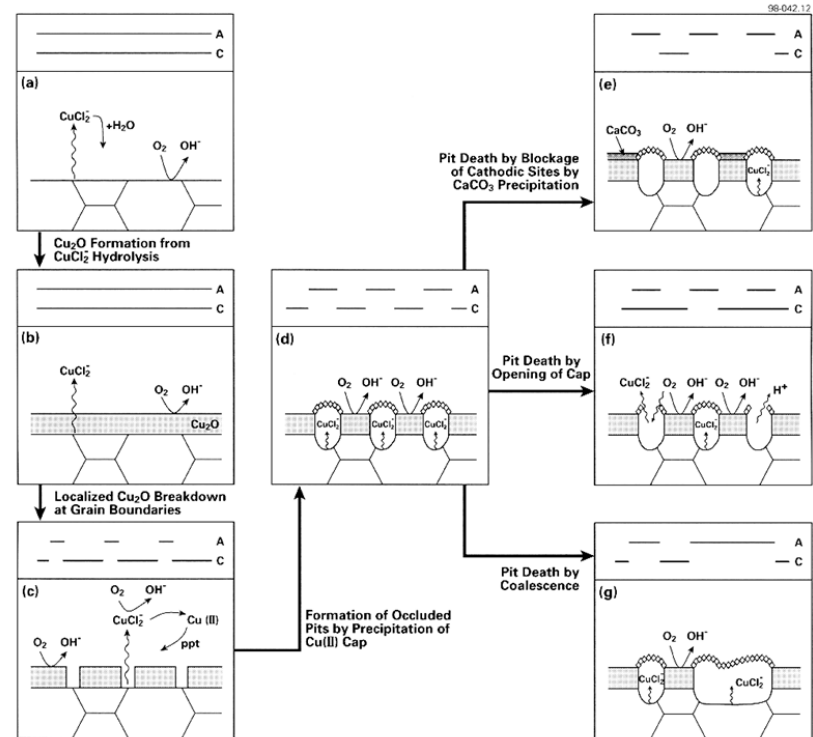 98-042.12
A
C
(a)
CuCl₂⁻
+H₂O
O₂ OH⁻
Cu₂O Formation from
CuCl₂⁻ Hydrolysis
A
C
(b)
CuCl₂⁻
O₂ OH⁻
Cu₂O
Localized Cu₂O Breakdown
at Grain Boundaries
A
C
(c)
O₂ OH⁻
CuCl₂⁻
Cu (II)
ppt
O₂ OH⁻
Formation of Occluded
Pits by Precipitation of
Cu(II) Cap
A
C
(d)
O₂ OH⁻ O₂ OH⁻
CuCl₂⁻ CuCl₂⁻ CuCl₂⁻
Pit Death by Blockage
of Cathodic Sites by
CaCO₃ Precipitation
A
C
(e)
CaCO₃
O₂ OH⁻
CuCl₂⁻
Pit Death by
Opening of Cap
A
C
(f)
CuCl₂⁻ O₂ OH⁻ O₂ OH⁻ H⁺
CuCl₂⁻
Pit Death by
Coalescence
A
C
(g)
O₂ OH⁻
CuCl₂⁻ CuCl₂⁻